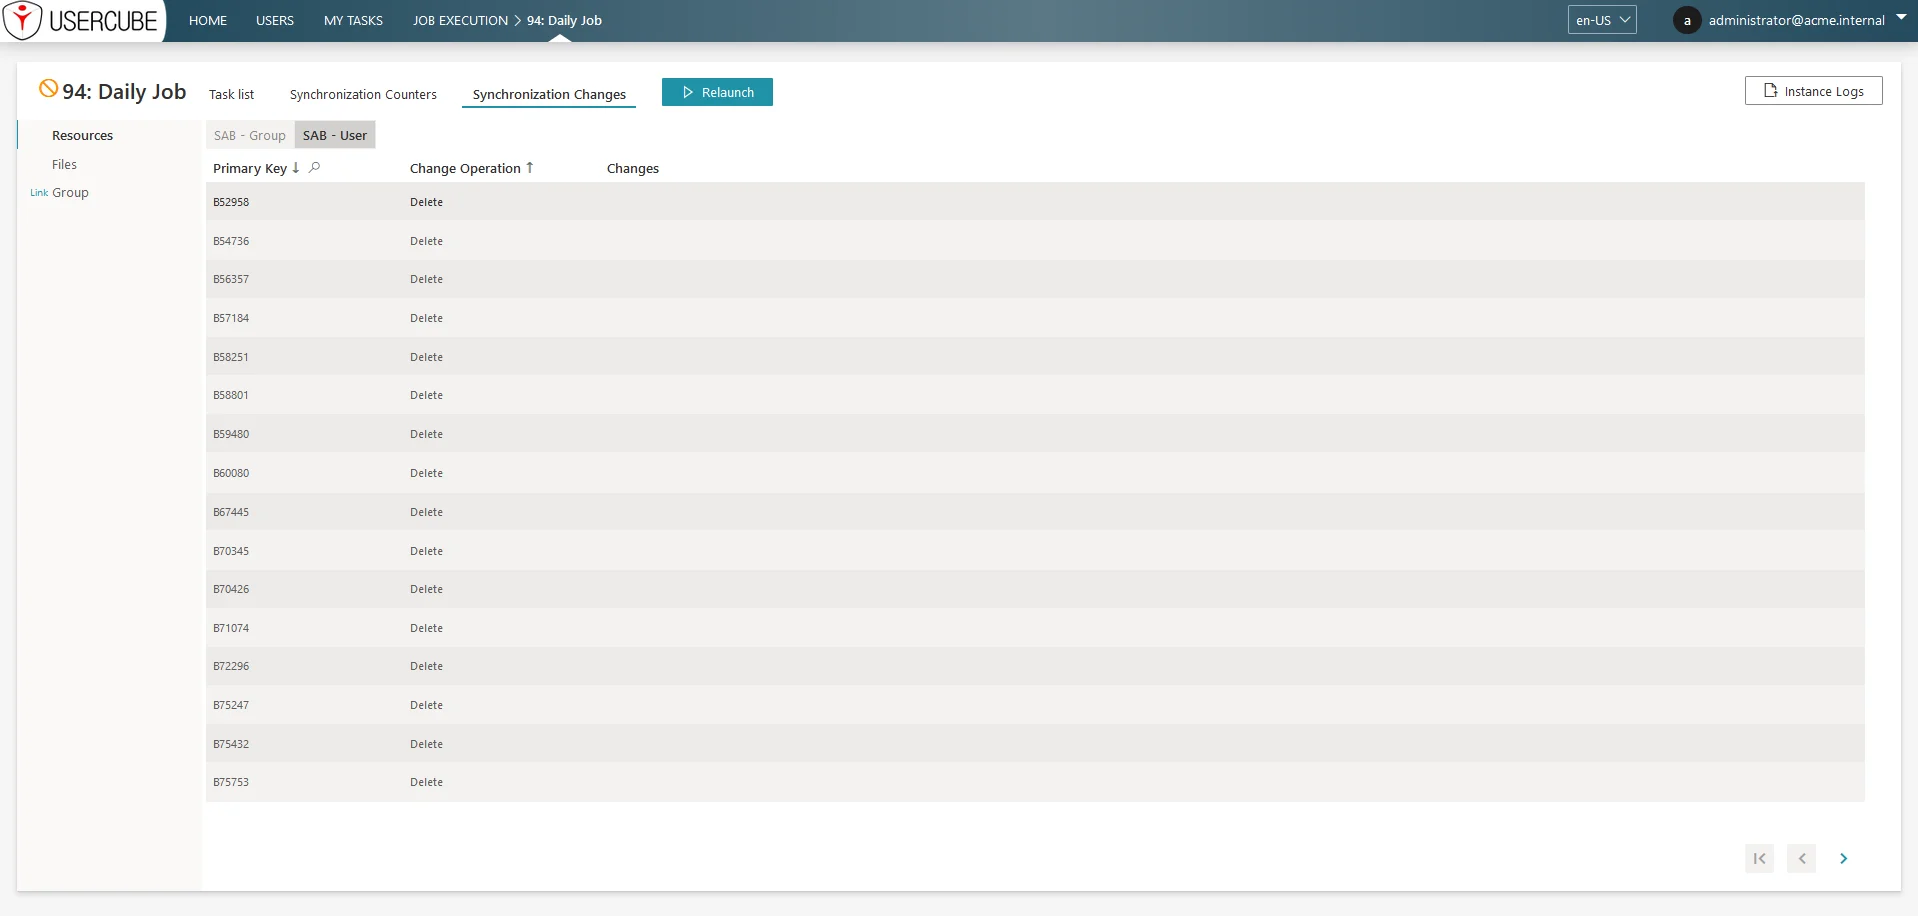 USERCUBE HOME USERS MY TASKS JOB EXECUTION > 94: Daily Job en-US a administrator@acme.internal
94: Daily Job Task list Synchronization Counters Synchronization Changes Relaunch Instance Logs
Resources
Files
Link Group
SAB - Group SAB - User
Primary Key Change Operation Changes
B52958 Delete
B54736 Delete
B56357 Delete
B57184 Delete
B58251 Delete
B58801 Delete
B59480 Delete
B60080 Delete
B67445 Delete
B70345 Delete
B70426 Delete
B71074 Delete
B72296 Delete
B75247 Delete
B75432 Delete
B75753 Delete